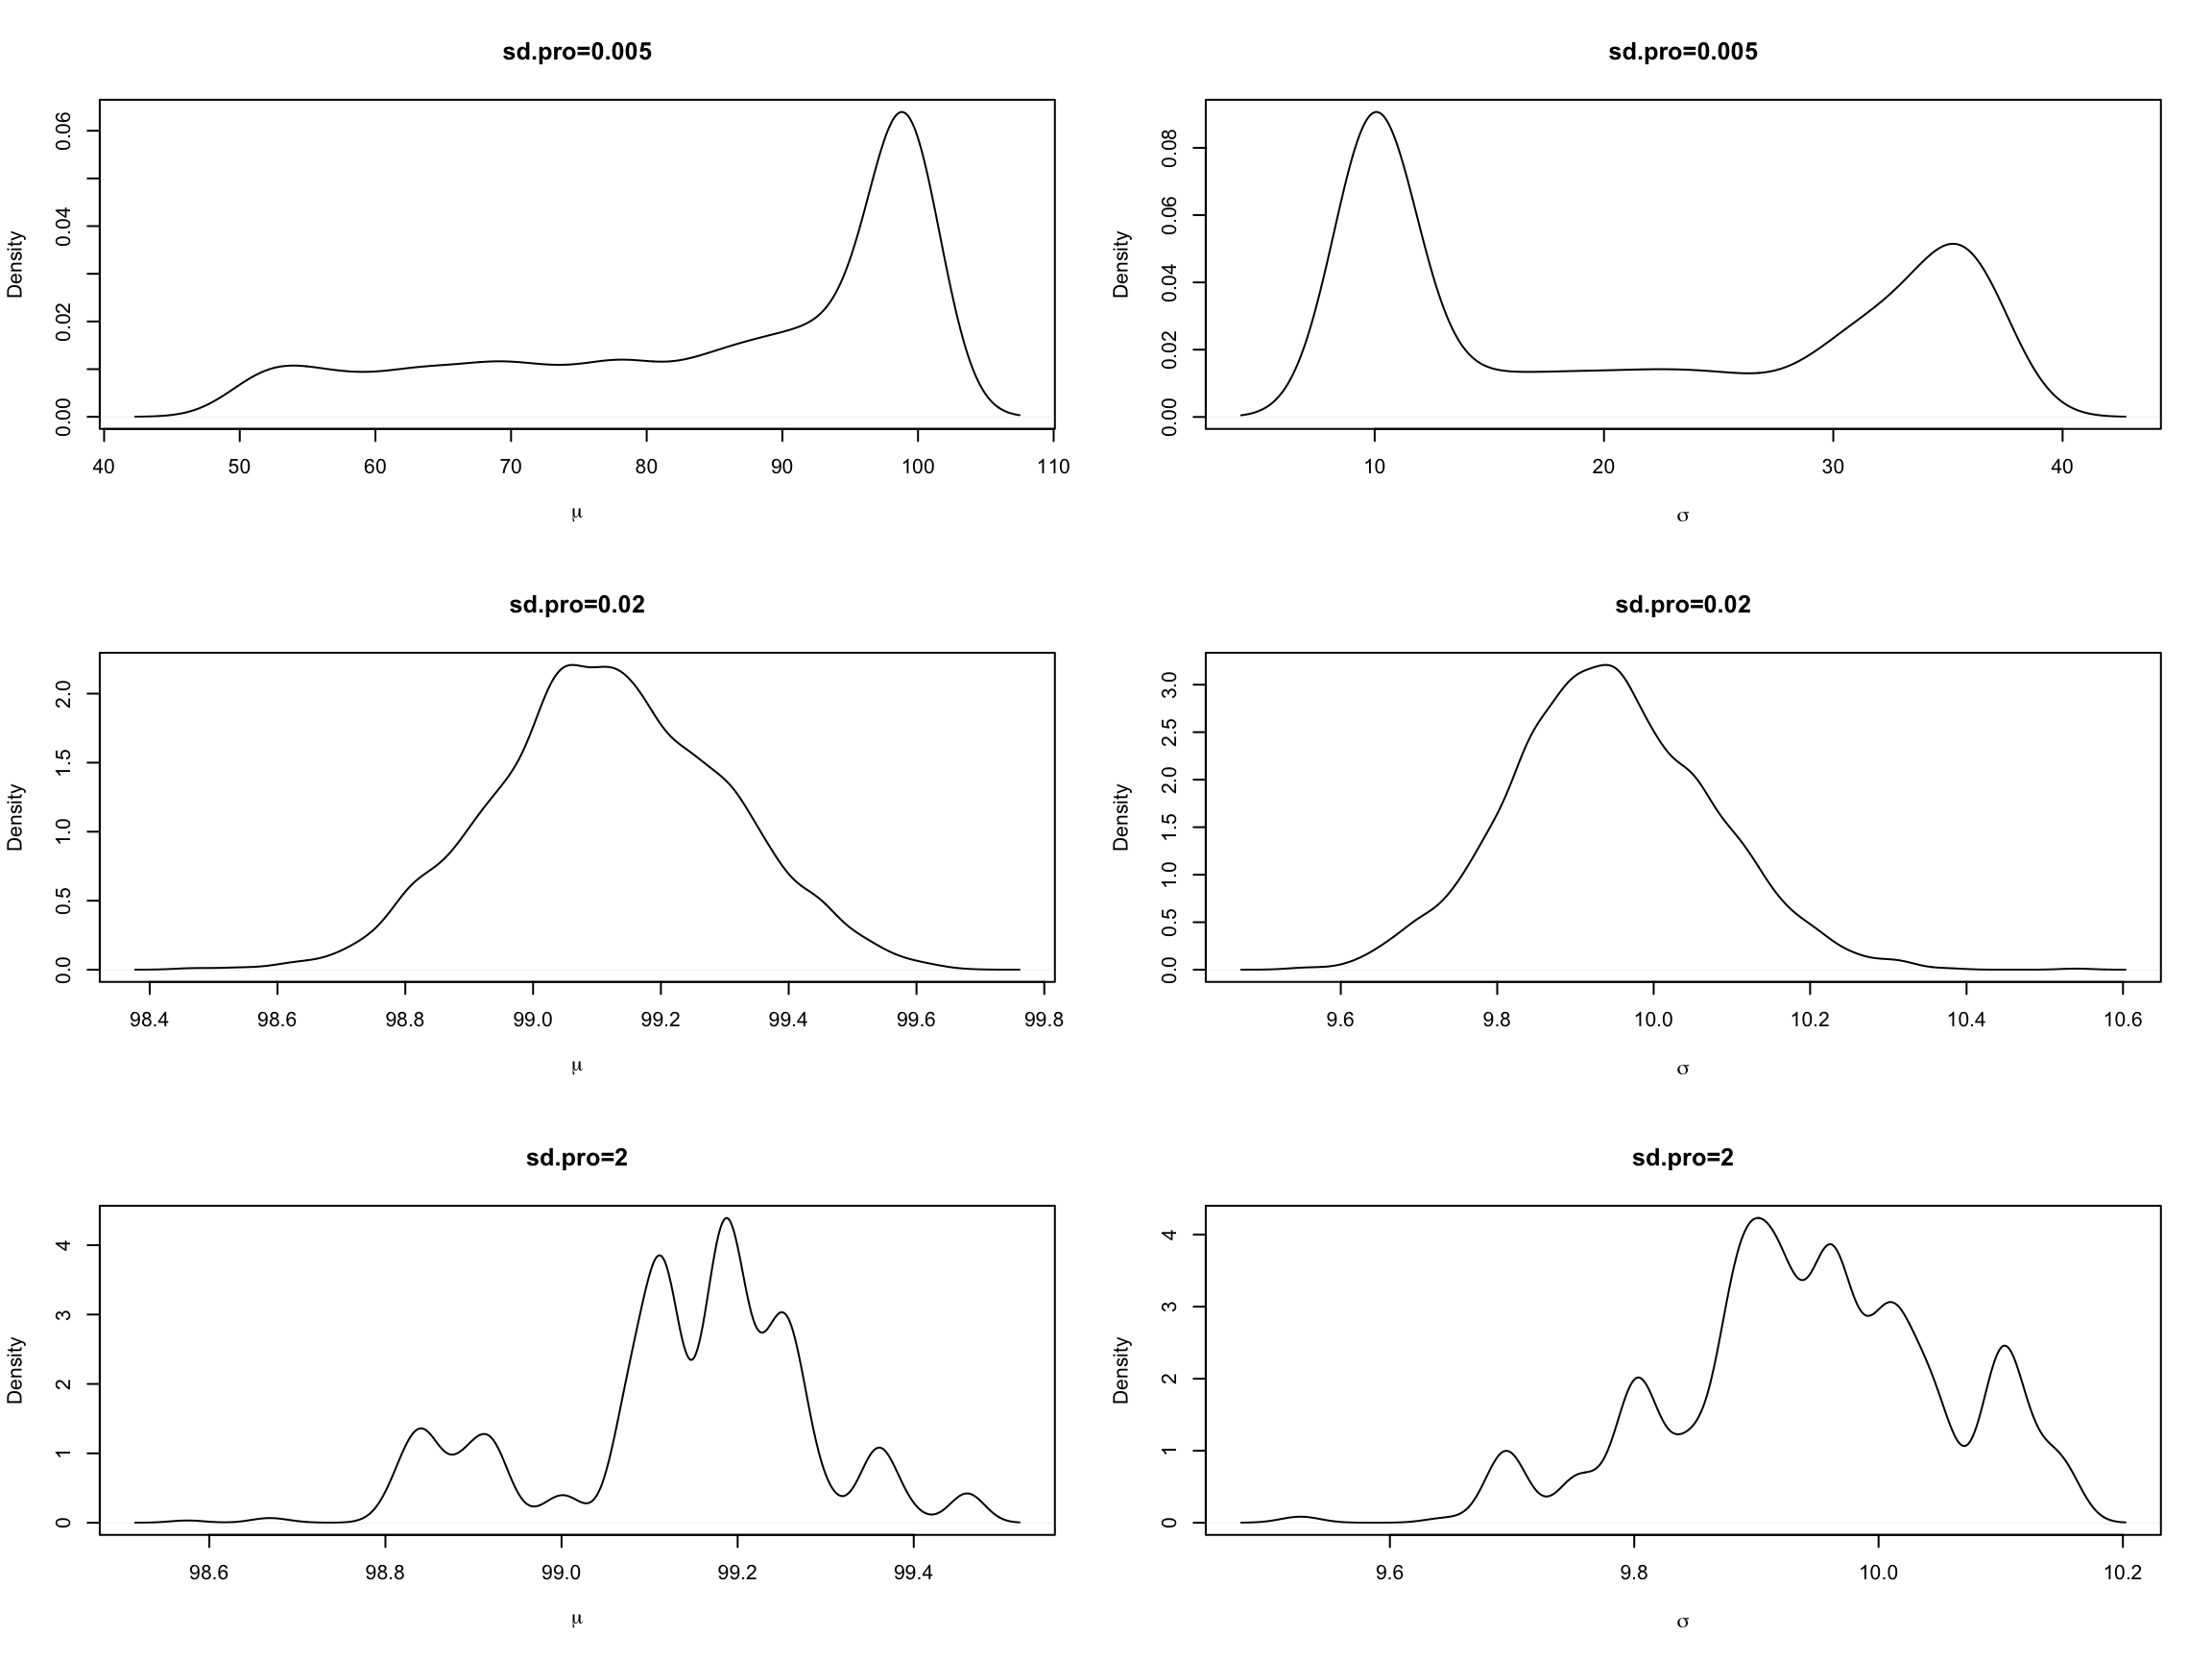 sd.pro=0.005
Density
0.00 0.02 0.04 0.06
40 50 60 70 80 90 100 110
μ
sd.pro=0.005
Density
0.00 0.02 0.04 0.06 0.08
10 20 30 40
σ
sd.pro=0.02
Density
0.0 0.5 1.0 1.5 2.0
98.4 98.6 98.8 99.0 99.2 99.4 99.6 99.8
μ
sd.pro=0.02
Density
0.0 0.5 1.0 1.5 2.0 2.5 3.0
9.6 9.8 10.0 10.2 10.4 10.6
σ
sd.pro=2
Density
0 1 2 3 4
98.6 98.8 99.0 99.2 99.4
μ
sd.pro=2
Density
0 1 2 3 4
9.6 9.8 10.0 10.2
σ